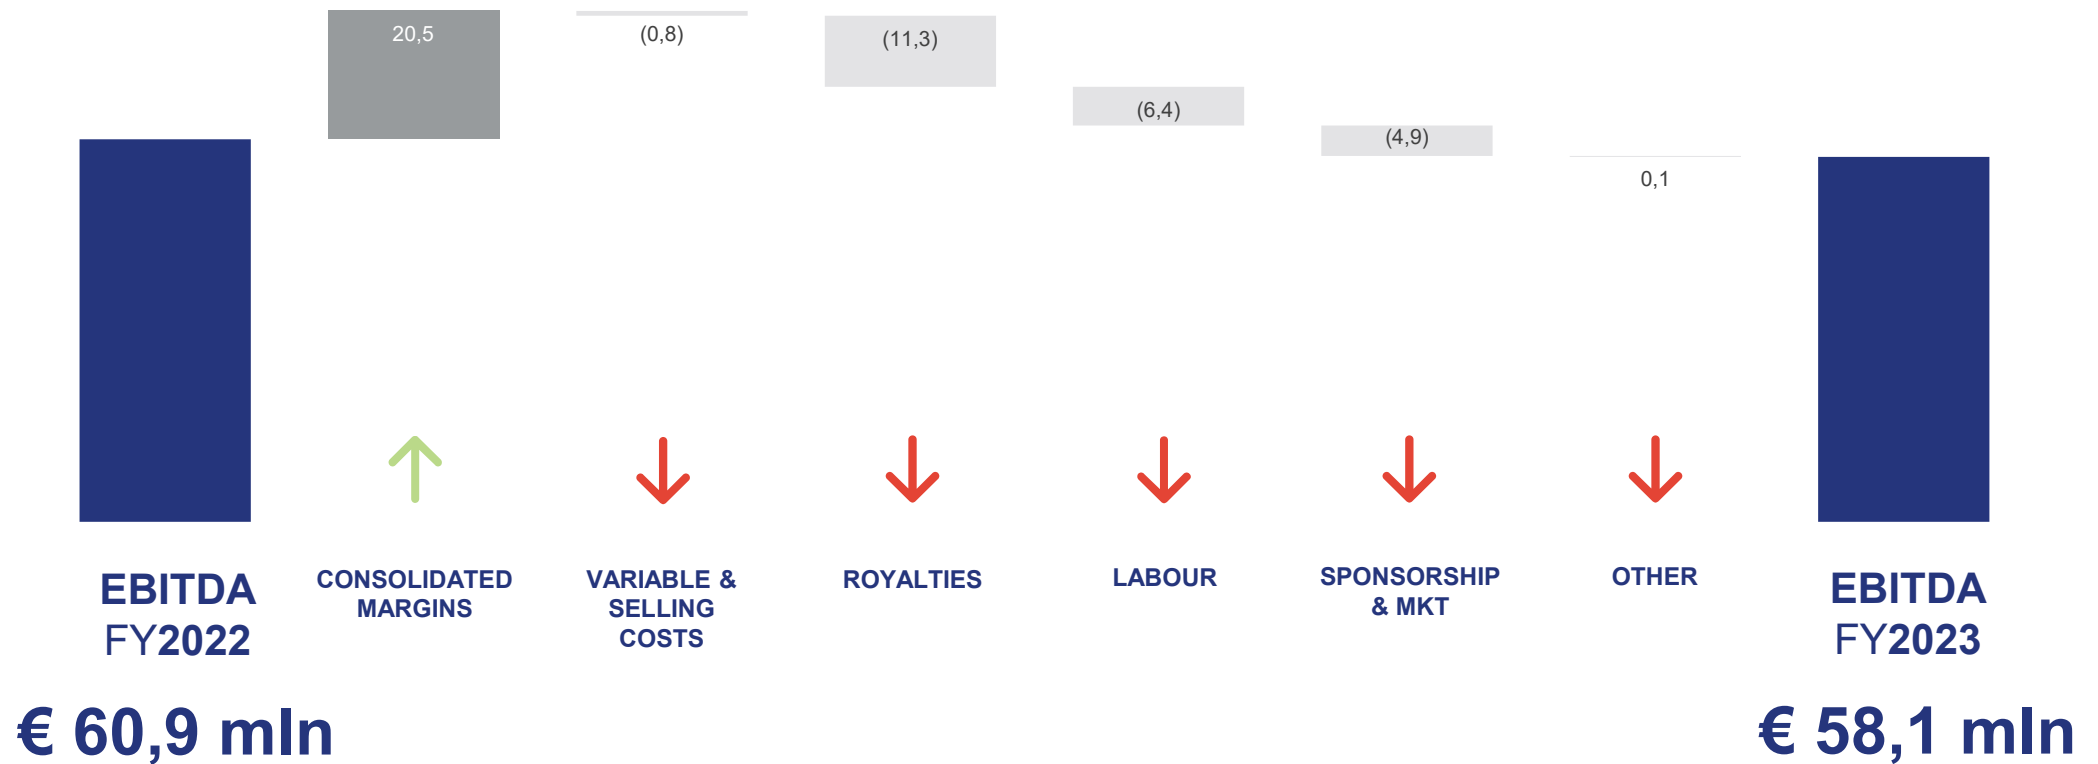 20,5
(0,8)
(11,3)
(6,4)
(4,9)
0,1
EBITDA
FY2022
€ 60,9 mln
CONSOLIDATED
MARGINS
VARIABLE &
SELLING
COSTS
ROYALTIES
LABOUR
SPONSORSHIP
& MKT
OTHER
EBITDA
FY2023
€ 58,1 mln